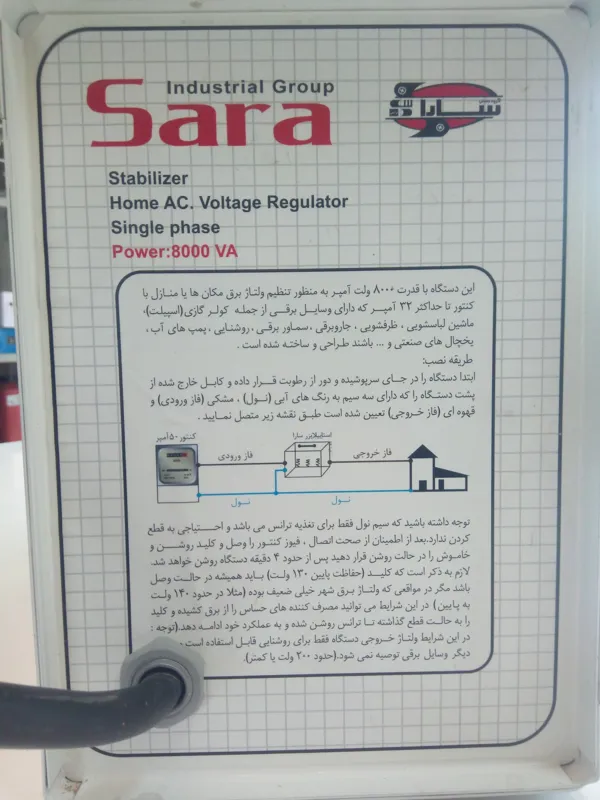 Industrial Group
Sara
گروه صنعتی
سارا
Stabilizer
Home AC. Voltage Regulator
Single phase
Power:8000 VA
این دستگاه با قدرت ۸۰۰۰ ولت آمپر به منظور تنظیم ولتاژ برق مکان ها یا منازل با
کنتور تا حداکثر ۳۲ آمپر که دارای وسایل برقی از جمله کولر گازی(اسپیلت)،
ماشین لباسشویی ، ظرفشویی ، جاروبرقی ، سماور برقی ، روشنایی ، پمپ های آب ،
یخچال های صنعتی و ... باشند طراحی و ساخته شده است .
طریقه نصب:
ابتدا دستگاه را در جای سرپوشیده و دور از رطوبت قرار داده و کابل خارج شده از
پشت دستگاه را که دارای سه سیم به رنگ های آبی (نول) ، مشکی (فاز ورودی) و
قهوه ای (فاز خروجی) تعیین شده است طبق نقشه زیر متصل نمایید .
کنتور ۵۰ آمپر
فاز ورودی
استابیلایزر سارا
فاز خروجی
نول
نول
توجه داشته باشید که سیم نول فقط برای تغذیه ترانس می باشد و احتیاجی به قطع
کردن ندارد.بعد از اطمینان از صحت اتصال ، فیوز کنتور را وصل و کلید روشن و
خاموش را در حالت روشن قرار دهید پس از حدود ۴ دقیقه دستگاه روشن خواهد شد.
لازم به ذکر است که کلید (حفاظت پایین ۱۳۰ ولت) باید همیشه در حالت وصل
باشد مگر در مواقعی که ولتاژ برق شهر خیلی ضعیف بوده (مثلا در حدود ۱۳۰ ولت
به پایین) در این شرایط می توانید مصرف کننده های حساس را از برق کشیده و کلید
را به حالت قطع گذاشته تا ترانس روشن شده و به عملکرد خود ادامه دهد.(توجه :
در این شرایط ولتاژ خروجی دستگاه فقط برای روشنایی قابل استفاده است و
دیگر وسایل برقی توصیه نمی شود.(حدود ۲۰۰ ولت یا کمتر).